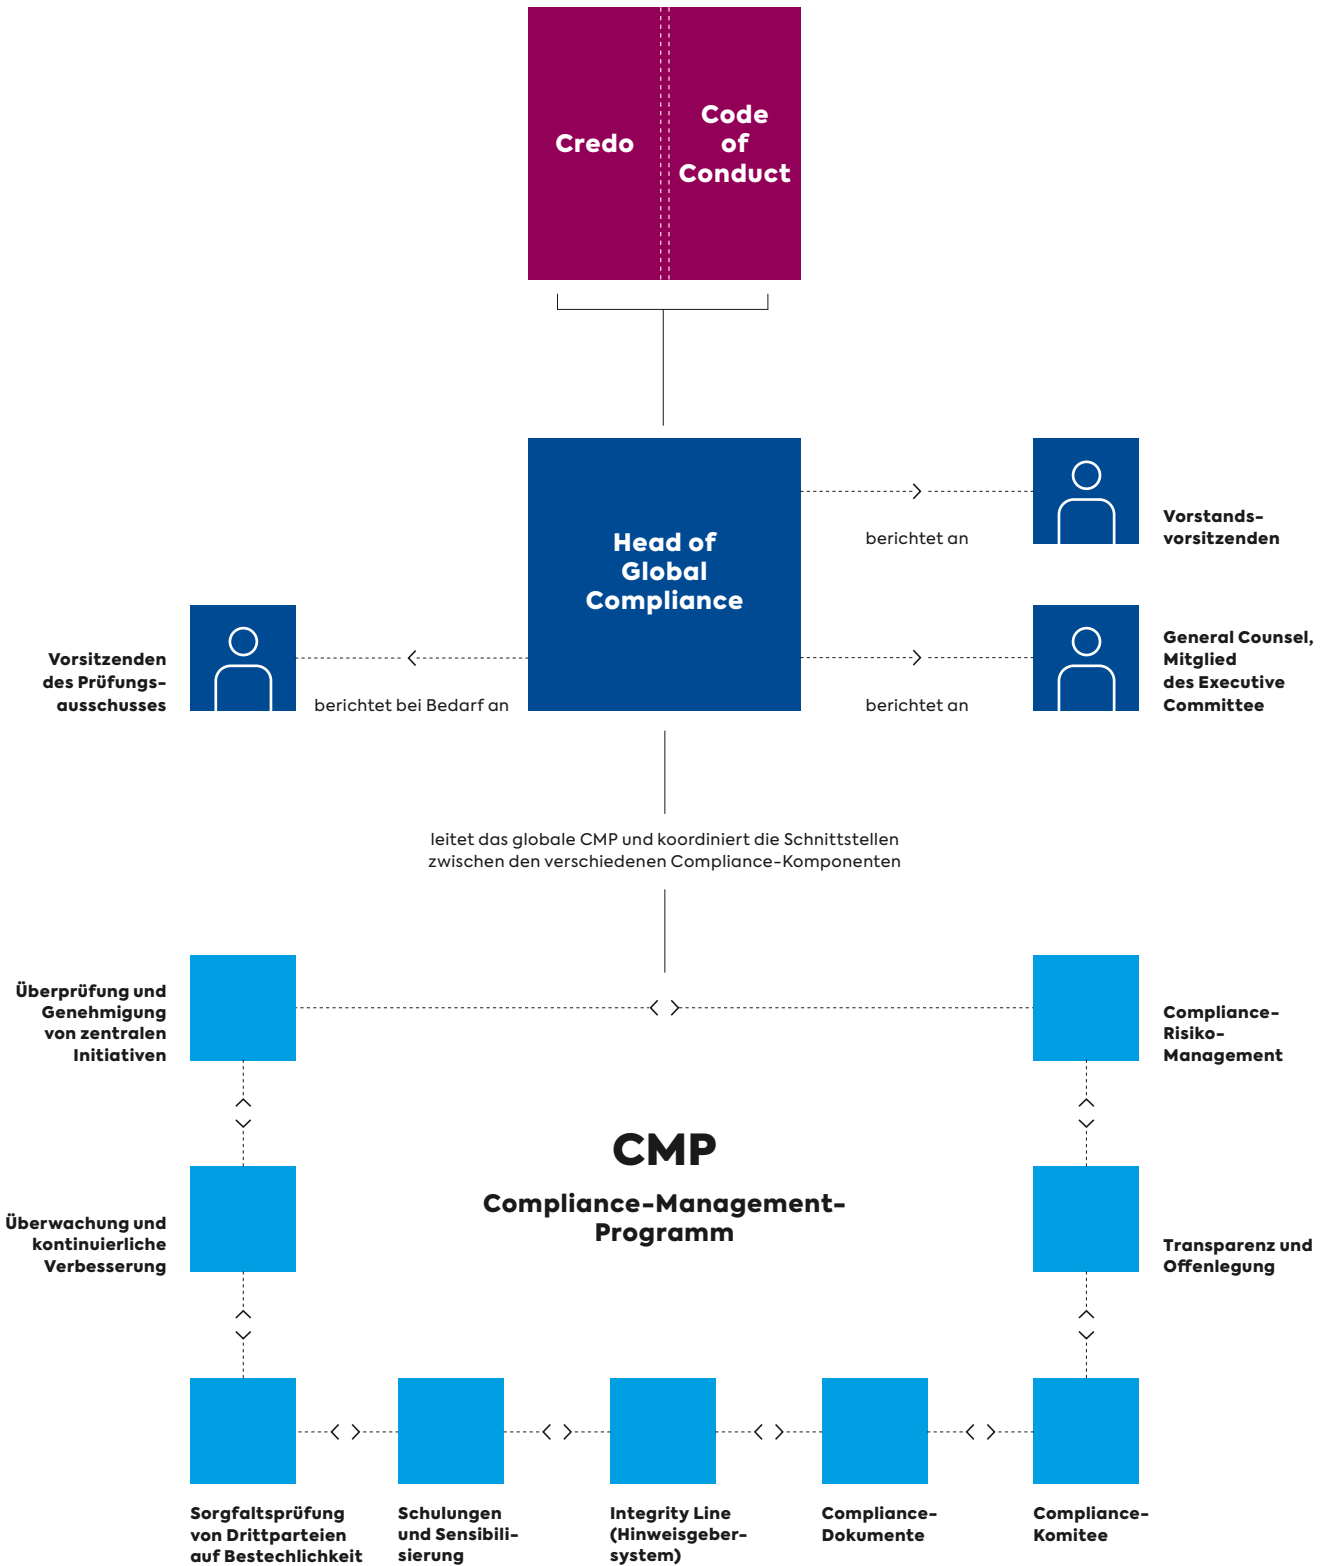 Credo
Code
of
Conduct
Head of
Global
Compliance
berichtet an
Vorstands-
vorsitzenden
Vorsitzenden
des Prüfungs-
ausschusses
berichtet bei Bedarf an
berichtet an
General Counsel,
Mitglied
des Executive
Committee
leitet das globale CMP und koordiniert die Schnittstellen
zwischen den verschiedenen Compliance-Komponenten
Überprüfung und
Genehmigung
von zentralen
Initiativen
Compliance-
Risiko-
Management
CMP
Compliance-Management-
Programm
Überwachung und
kontinuierliche
Verbesserung
Transparenz und
Offenlegung
Sorgfaltsprüfung
von Drittparteien
auf Bestechlichkeit
Schulungen
und Sensibili-
sierung
Integrity Line
(Hinweisgeber-
system)
Compliance-
Dokumente
Compliance-
Komitee